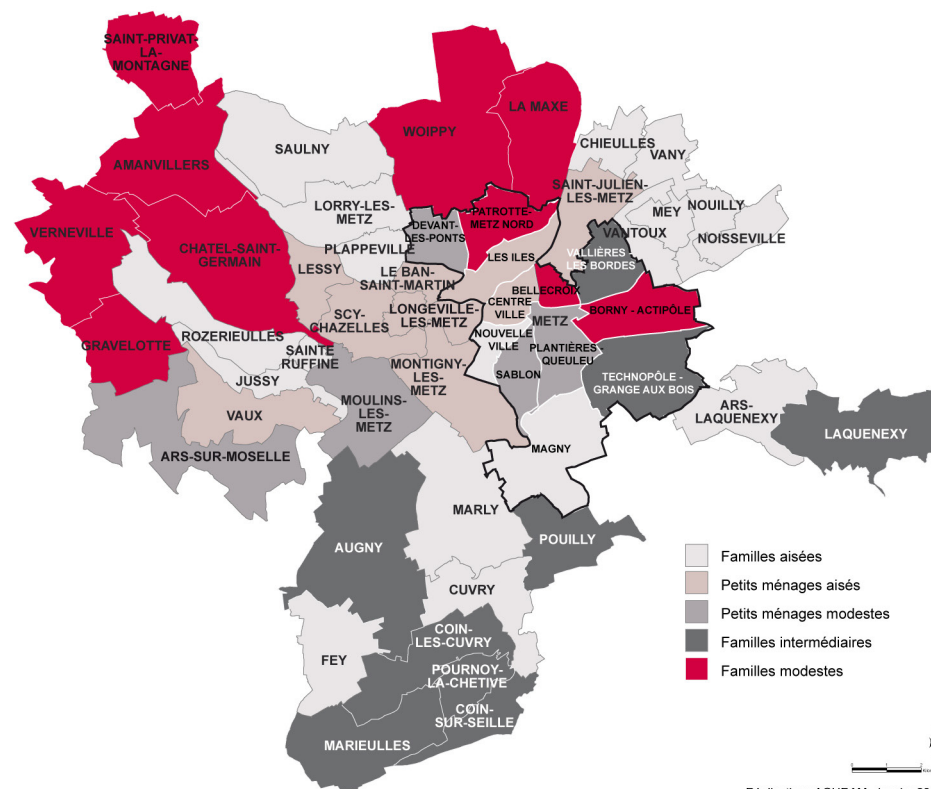 SAINT-PRIVAT-
LA-
MONTAGNE
AMANVILLERS
VERNEVILLE
CHATEL-SAINT-
GERMAIN
GRAVELOTTE
SAULNY
LORRY-LES-
METZ
PLAPPEVILLE
LESSY
LE BAN-
SAINT-MARTIN
SCY-
CHAZELLES
LONGEVILLE-
LES-METZ
ROZERIEULLES
SAINTE
RUFFINE
JUSSY
VAUX
ARS-SUR-MOSELLE
MOULINS-
LES-METZ
MONTIGNY-
LES-
METZ
WOIPPY
LA MAXE
DEVANT-
LES-PONTS
PATROTTE-
METZ NORD
LES ILES
BELLECROIX
CENTRE
VILLE
METZ
NOUVELLE
VILLE
SABLON
PLANTIÈRES-
QUEULEU
VALLIÈRES -
LES BORDES
BORNY - ACTIPÔLE
TECHNOPÔLE -
GRANGE AUX BOIS
MAGNY
CHIEULLES
VANY
SAINT-JULIEN-
LES-METZ
MEY
NOUILLY
VANTOUX
NOISSEVILLE
ARS-
LAQUENEXY
LAQUENEXY
MARLY
AUGNY
POUILLY
CUVRY
FEY
COIN-
LES-CUVRY
POURNOY-
LA-CHETIVE
COIN-
SUR-SEILLE
MARIEULLES
Familles aisées
Petits ménages aisés
Petits ménages modestes
Familles intermédiaires
Familles modestes
0 1 2